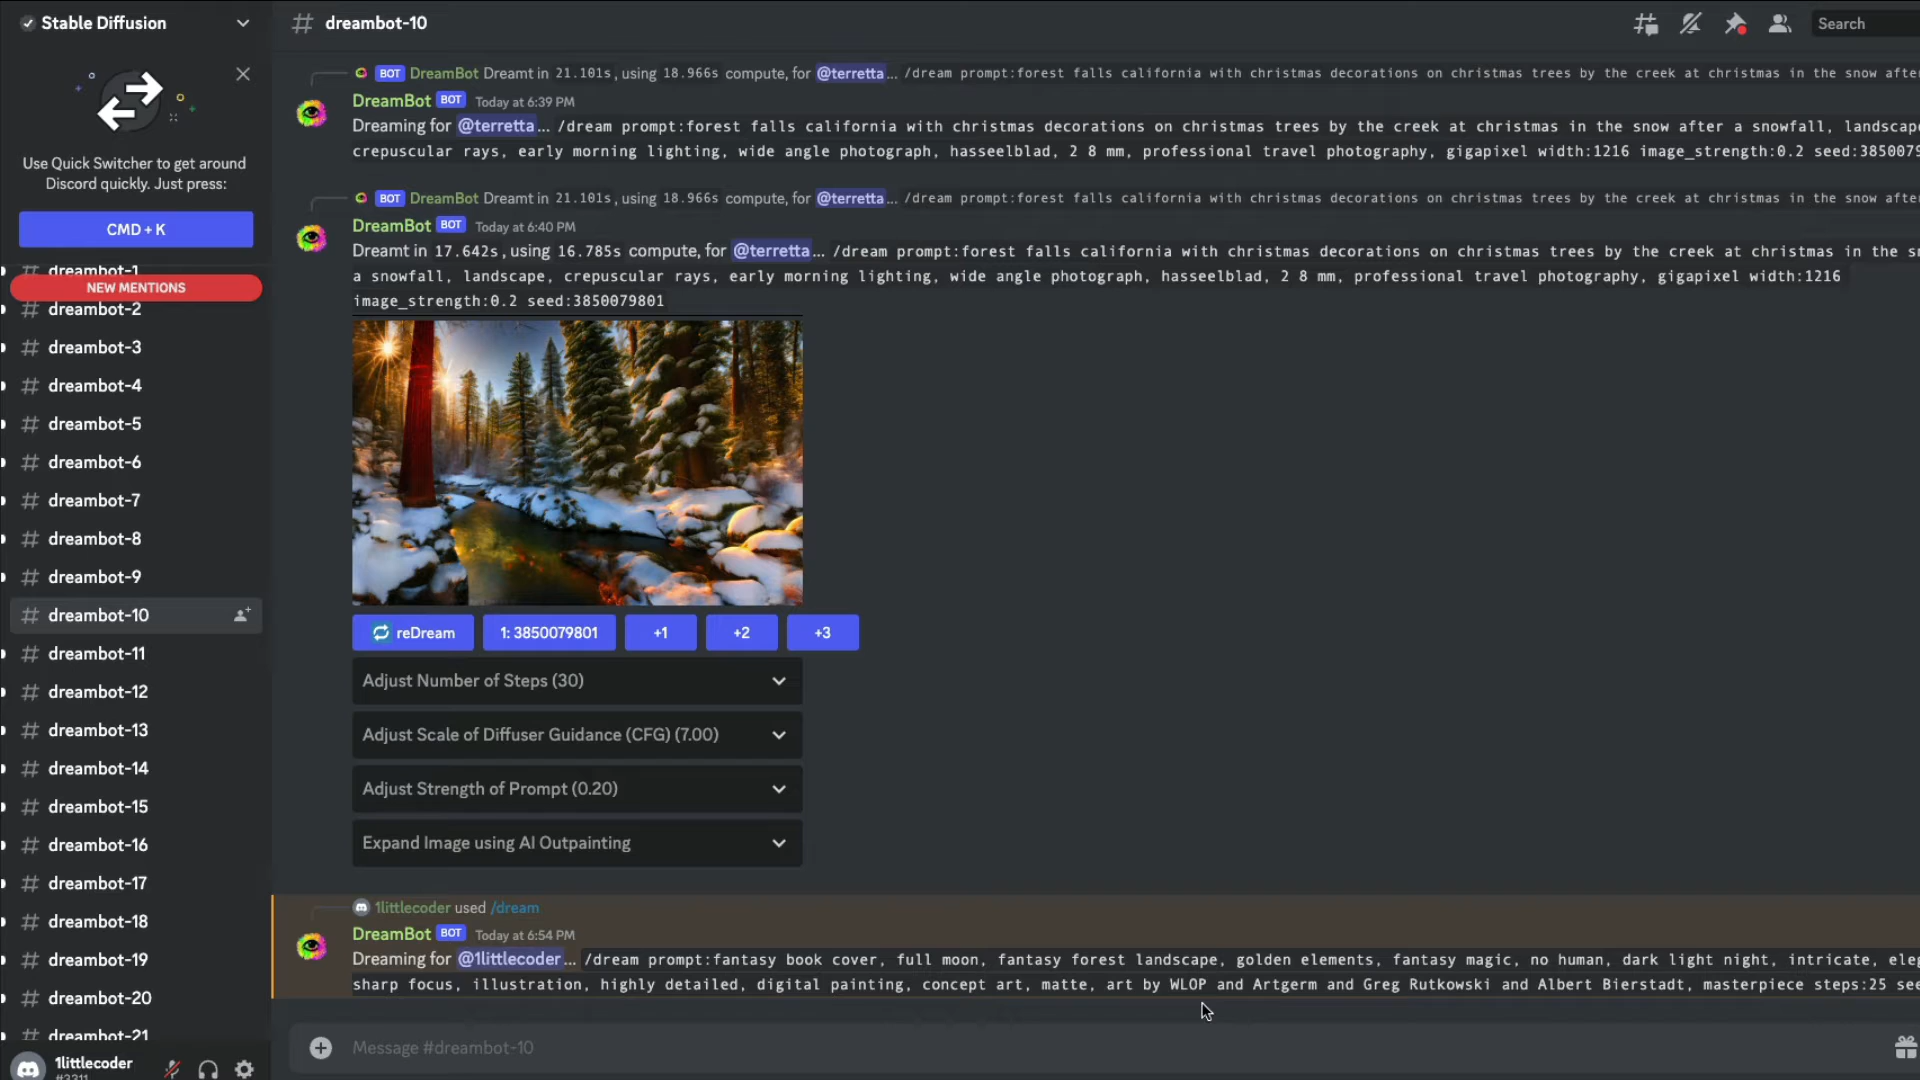 Stable Diffusion
# dreambot-10
Search
Use Quick Switcher to get around
Discord quickly. Just press:
CMD + K
dreambot-1
NEW MENTIONS
# dreambot-2
# dreambot-3
# dreambot-4
# dreambot-5
# dreambot-6
# dreambot-7
# dreambot-8
# dreambot-9
# dreambot-10
# dreambot-11
# dreambot-12
# dreambot-13
# dreambot-14
# dreambot-15
# dreambot-16
# dreambot-17
# dreambot-18
# dreambot-19
# dreambot-20
dreambot-21
1littlecoder
#3311
BOT DreamBot Dreamt in 21.101s, using 18.966s compute, for @terretta... /dream prompt:forest falls california with christmas decorations on christmas trees by the creek at christmas in the snow after
DreamBot BOT Today at 6:39 PM
Dreaming for @terretta... /dream prompt:forest falls california with christmas decorations on christmas trees by the creek at christmas in the snow after a snowfall, landscape
crepuscular rays, early morning lighting, wide angle photograph, hasselblad, 2 8 mm, professional travel photography, gigapixel width:1216 image_strength:0.2 seed:3850079
BOT DreamBot Dreamt in 21.101s, using 18.966s compute, for @terretta... /dream prompt:forest falls california with christmas decorations on christmas trees by the creek at christmas in the snow after
DreamBot BOT Today at 6:40 PM
Dreamt in 17.642s, using 16.785s compute, for @terretta... /dream prompt:forest falls california with christmas decorations on christmas trees by the creek at christmas in the
a snowfall, landscape, crepuscular rays, early morning lighting, wide angle photograph, hasselblad, 2 8 mm, professional travel photography, gigapixel width:1216
image_strength:0.2 seed:3850079801
reDream 1: 3850079801 +1 +2 +3
Adjust Number of Steps (30)
Adjust Scale of Diffuser Guidance (CFG) (7.00)
Adjust Strength of Prompt (0.20)
Expand Image using AI Outpainting
1littlecoder used /dream
DreamBot BOT Today at 6:54 PM
Dreaming for @1littlecoder... /dream prompt:fantasy book cover, full moon, fantasy forest landscape, golden elements, fantasy magic, no human, dark light night, intricate,
sharp focus, illustration, highly detailed, digital painting, concept art, matte, art by WLOP and Artgerm and Greg Rutkowski and Albert Bierstadt, masterpiece steps:25
Message #dreambot-10